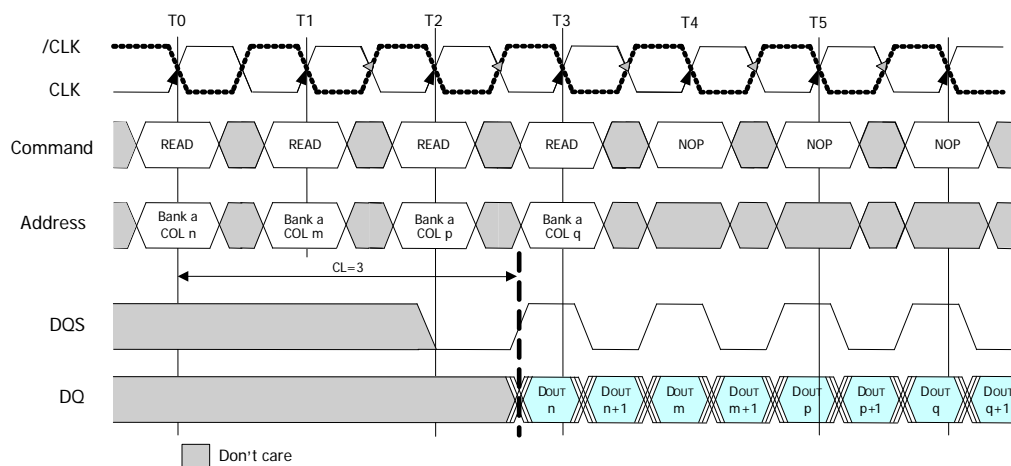 T0 T1 T2 T3 T4 T5
/CLK
CLK
Command READ READ READ READ NOP NOP NOP
Address Bank a Bank a Bank a Bank a
COL n COL m COL p COL q
CL=3
DQS
DQ DOUT DOUT DOUT DOUT DOUT DOUT DOUT DOUT
n n+1 m m+1 p p+1 q q+1
Don't care